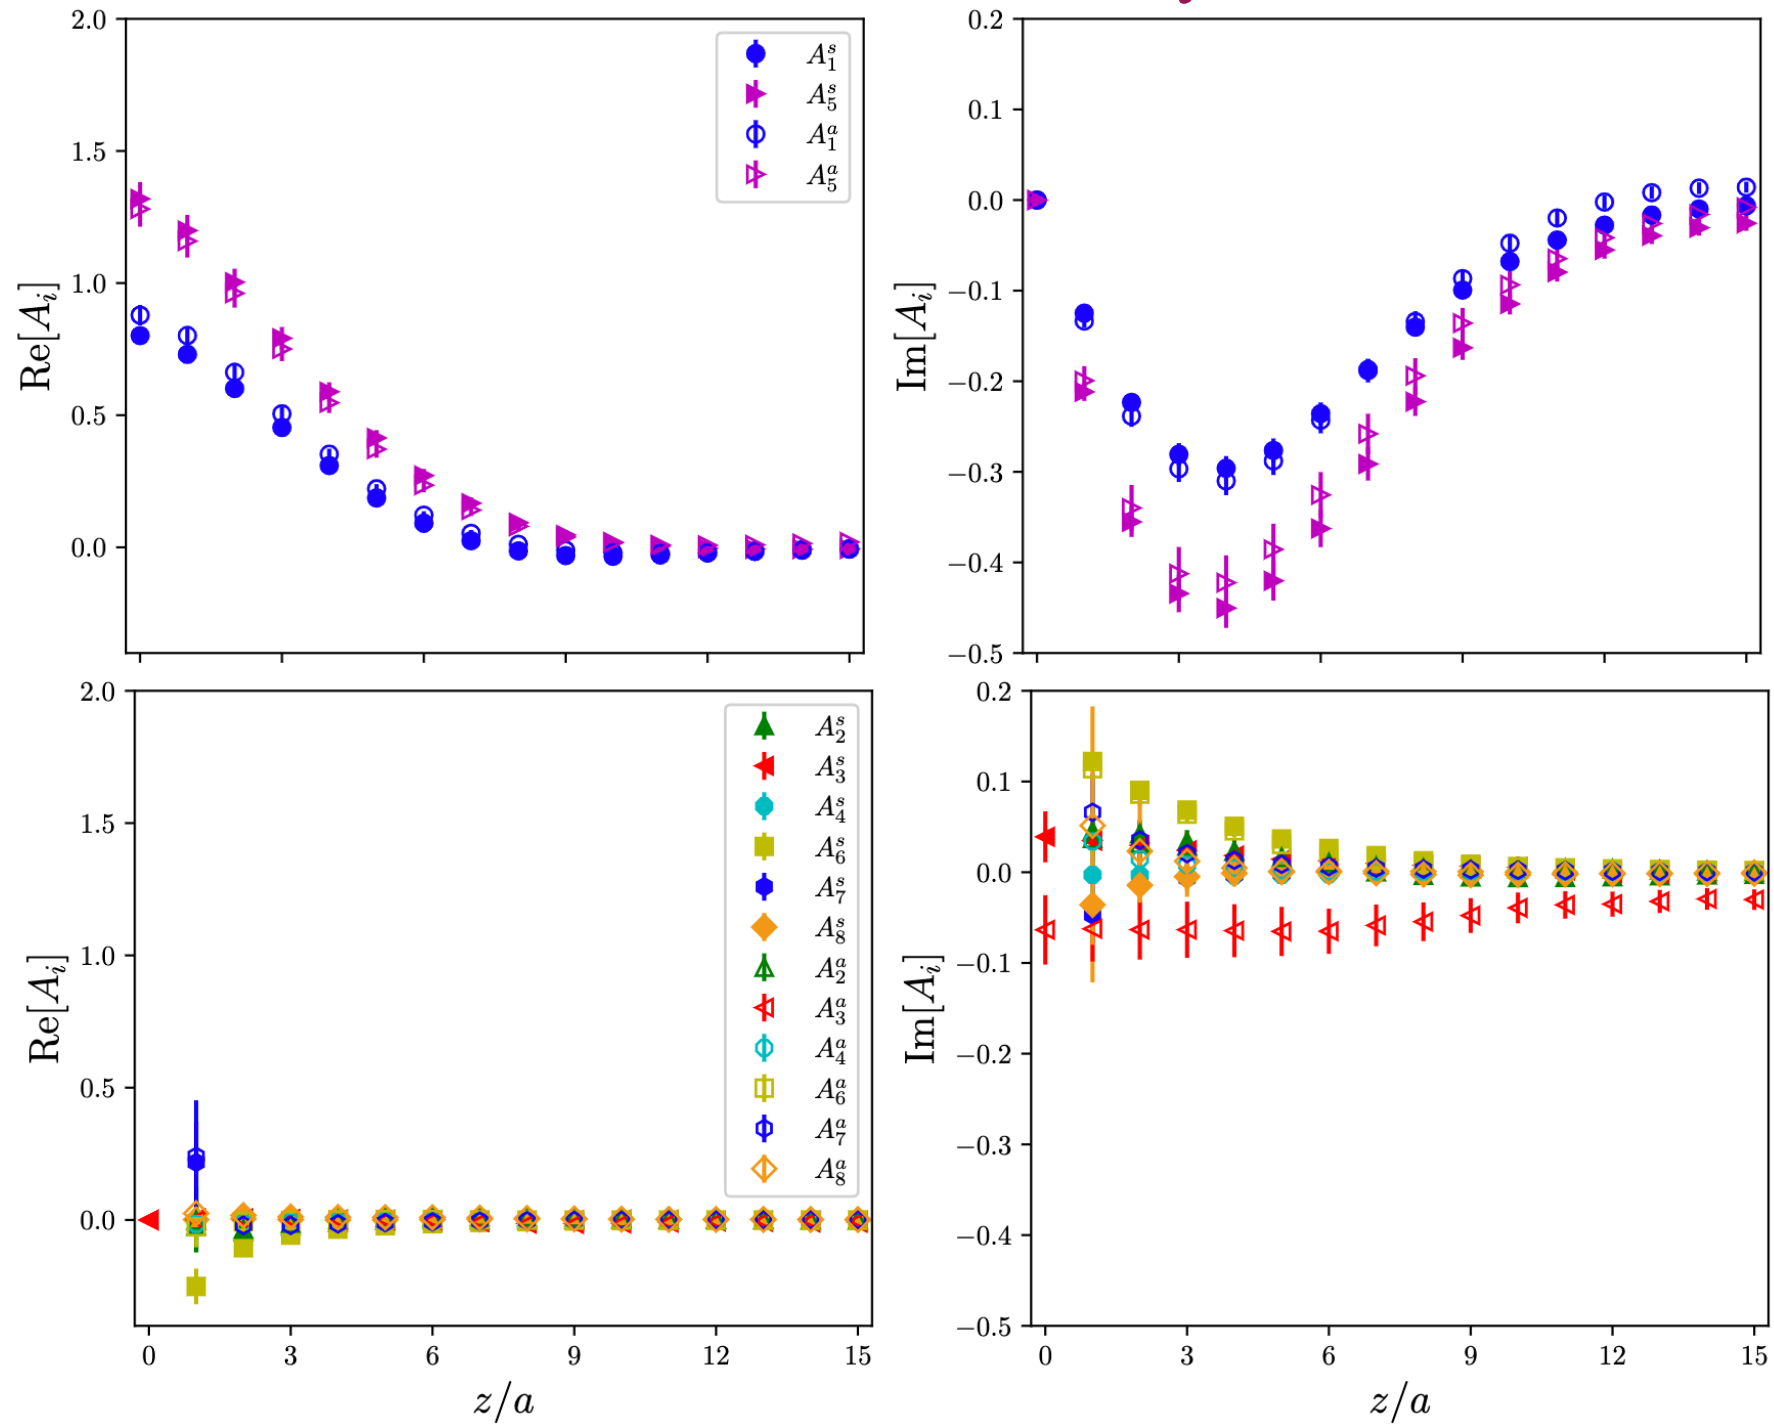 2.0
1.5
1.0
0.5
0.0
Re[A_i]
A_1^s
A_5^s
A_1^a
A_5^a
0.2
0.1
0.0
−0.1
−0.2
−0.3
−0.4
−0.5
Im[A_i]
2.0
1.5
1.0
0.5
0.0
Re[A_i]
A_2^s
A_3^s
A_4^s
A_6^s
A_7^s
A_8^s
A_2^a
A_3^a
A_4^a
A_6^a
A_7^a
A_8^a
0 3 6 9 12 15
z/a
0.2
0.1
0.0
−0.1
−0.2
−0.3
−0.4
−0.5
Im[A_i]
0 3 6 9 12 15
z/a